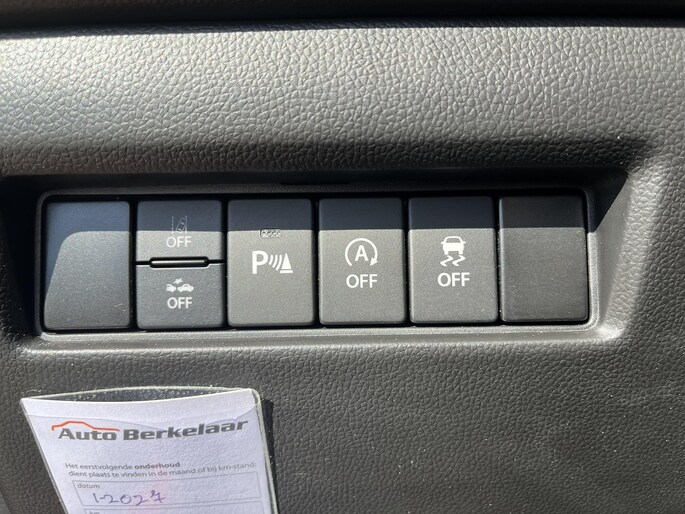 OFF
OFF
P
A
OFF
OFF
Auto Berkelaar
Het eerstvolgende onderhoud
dient plaats te vinden in de maand of bij km-stand:
datum
1-2027